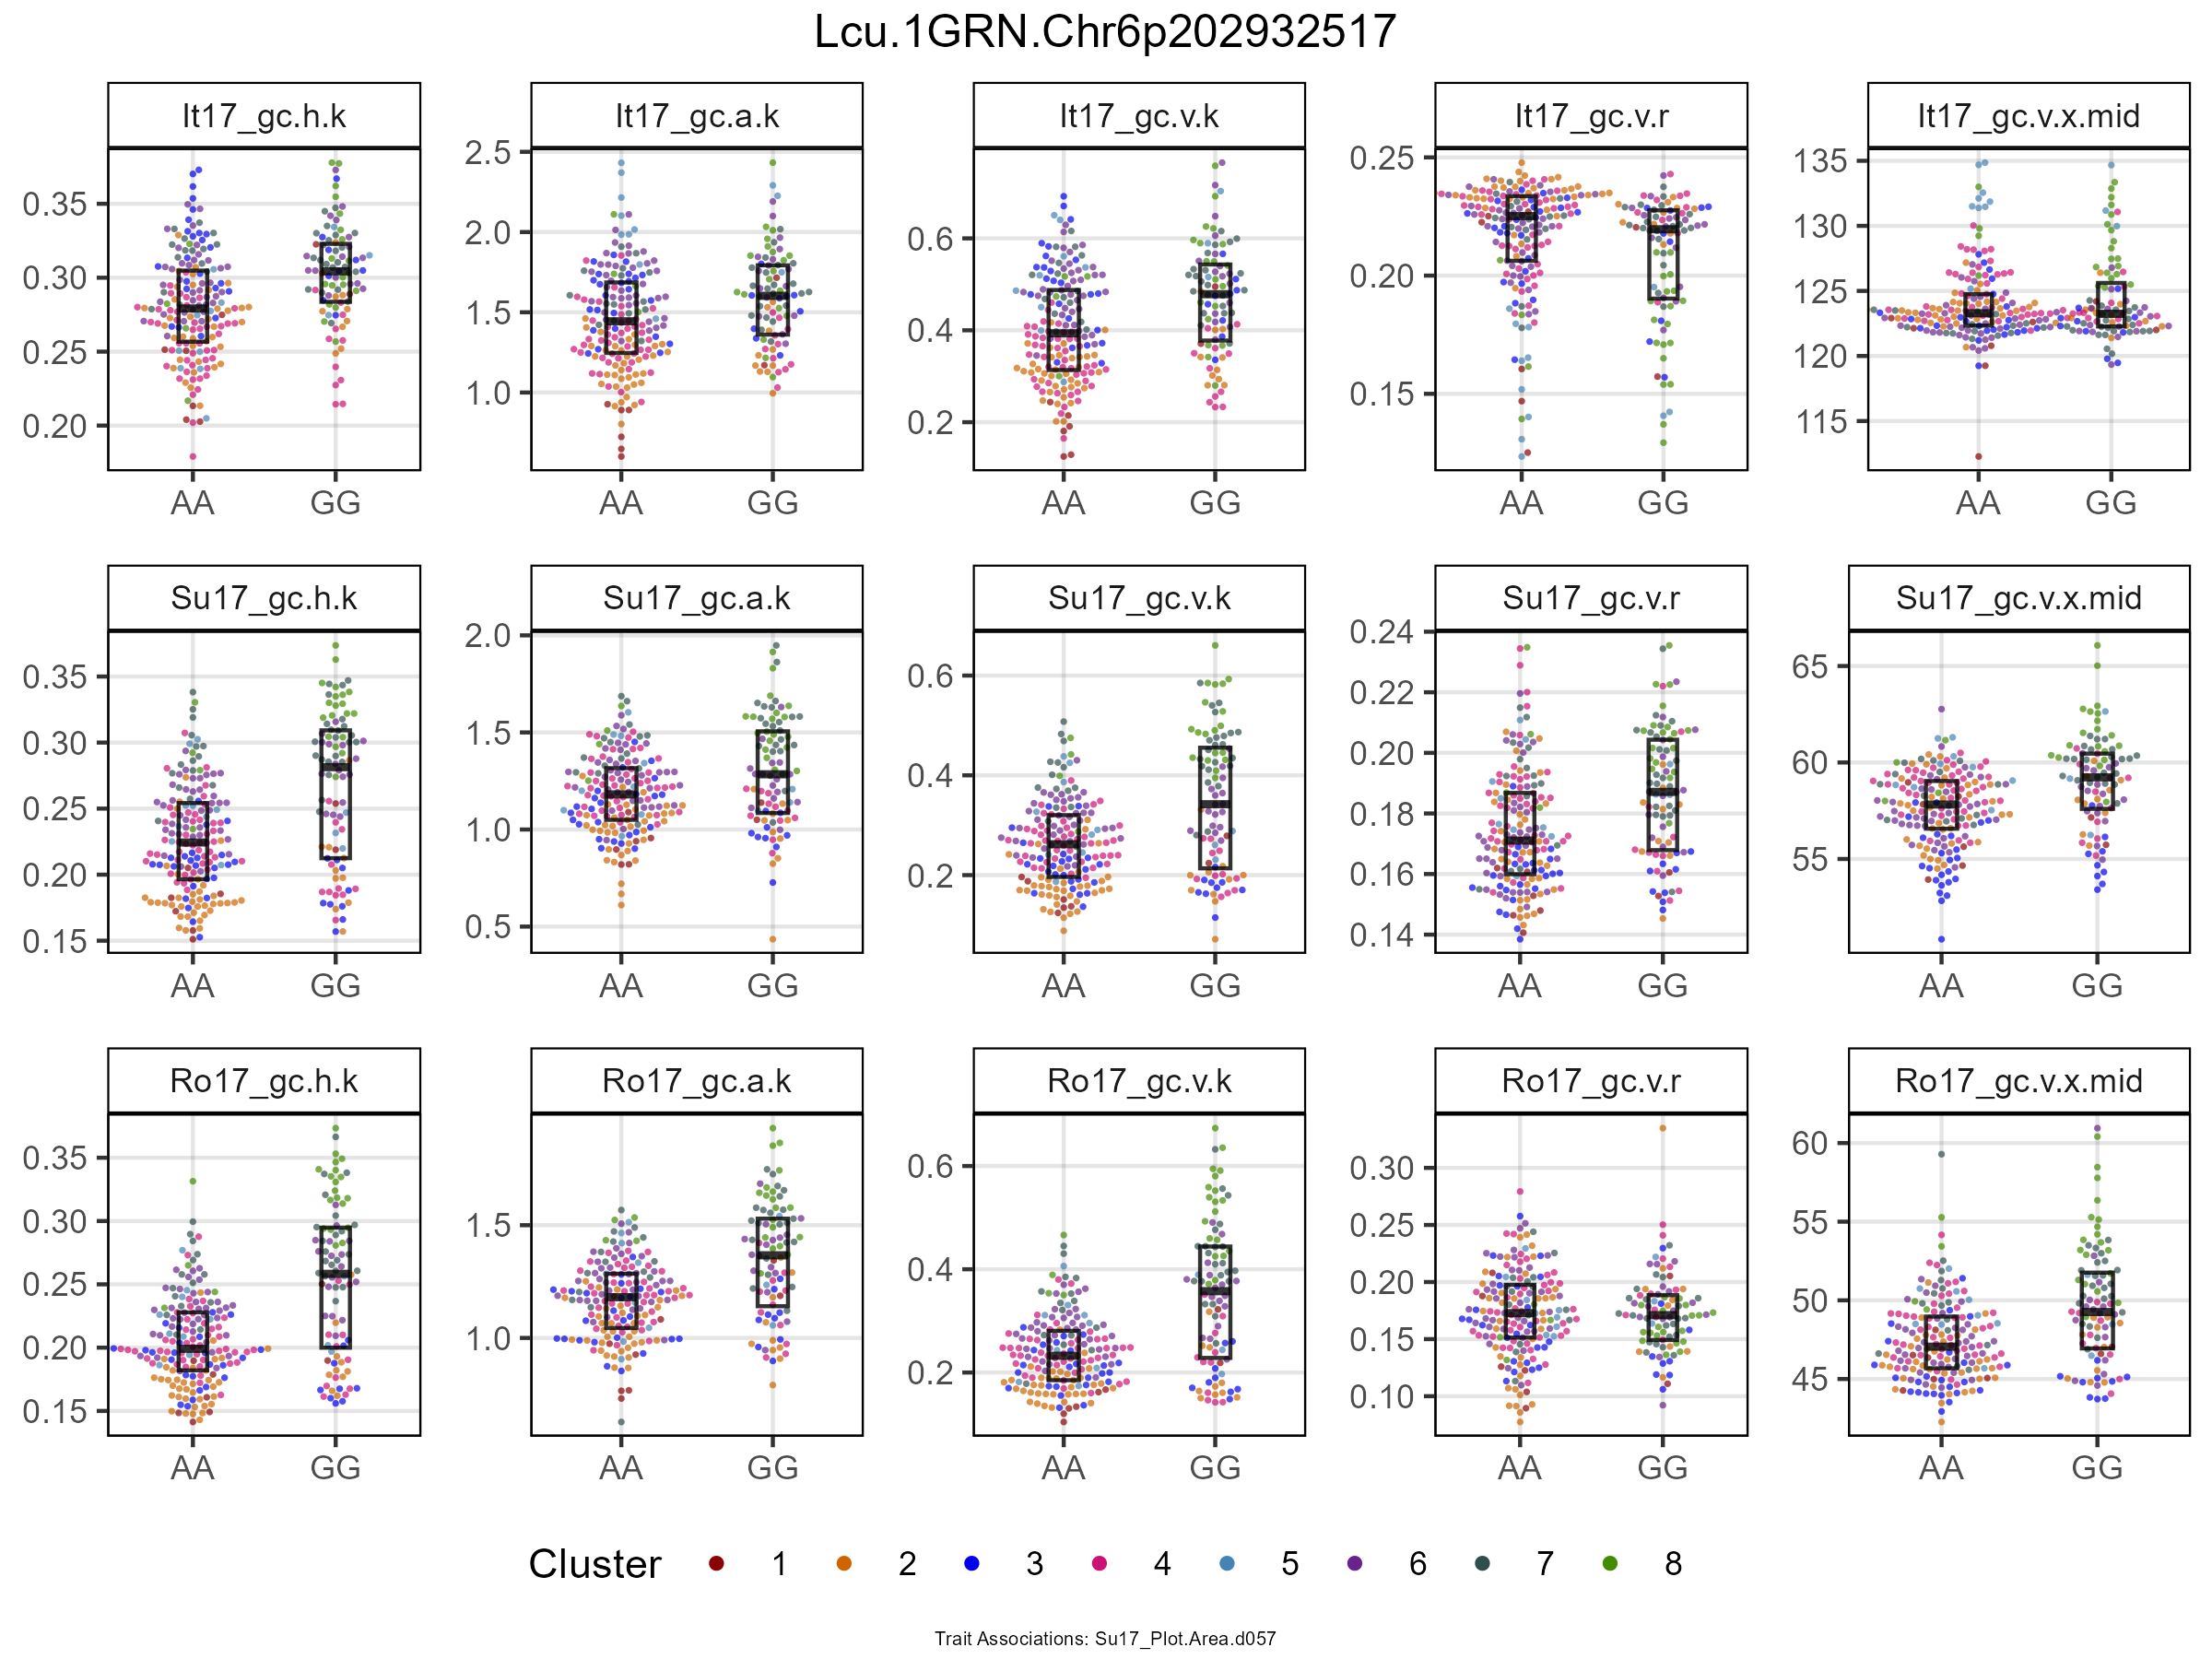 Lcu.1GRN.Chr6p202932517
It17_gc.h.k It17_gc.a.k It17_gc.v.k It17_gc.v.r It17_gc.v.x.mid
0.35 0.30 0.25 0.20
2.5 2.0 1.5 1.0
0.6 0.4 0.2
0.25 0.20 0.15
135 130 125 120 115
AA GG AA GG AA GG AA GG AA GG
Su17_gc.h.k Su17_gc.a.k Su17_gc.v.k Su17_gc.v.r Su17_gc.v.x.mid
0.35 0.30 0.25 0.20 0.15
2.0 1.5 1.0 0.5
0.6 0.4 0.2
0.24 0.22 0.20 0.18 0.16 0.14
65 60 55
AA GG AA GG AA GG AA GG AA GG
Ro17_gc.h.k Ro17_gc.a.k Ro17_gc.v.k Ro17_gc.v.r Ro17_gc.v.x.mid
0.35 0.30 0.25 0.20 0.15
1.5 1.0
0.6 0.4 0.2
0.30 0.25 0.20 0.15 0.10
60 55 50 45
AA GG AA GG AA GG AA GG AA GG
Cluster 1 2 3 4 5 6 7 8
Trait Associations: Su17_Plot.Area.d057